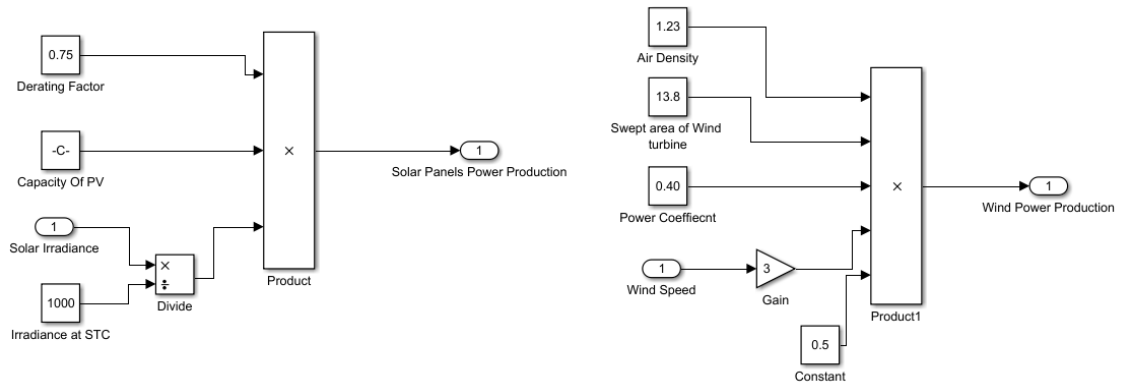 0.75
Derating Factor
-C-
Capacity Of PV
1
Solar Irradiance
1000
Irradiance at STC
×
÷
Divide
×
Product
1
Solar Panels Power Production
1.23
Air Density
13.8
Swept area of Wind
turbine
0.40
Power Coeffiecnt
1
Wind Speed
3
Gain
0.5
Constant
×
Product1
1
Wind Power Production